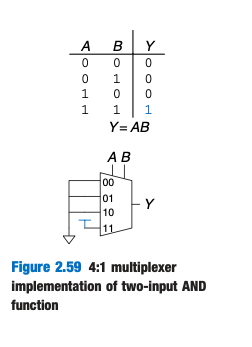 A B Y
0 0 0
0 1 0
1 0 0
1 1 1
Y = AB
A B
00
01
10
11
Y
Figure 2.59 4:1 multiplexer
implementation of two-input AND
function